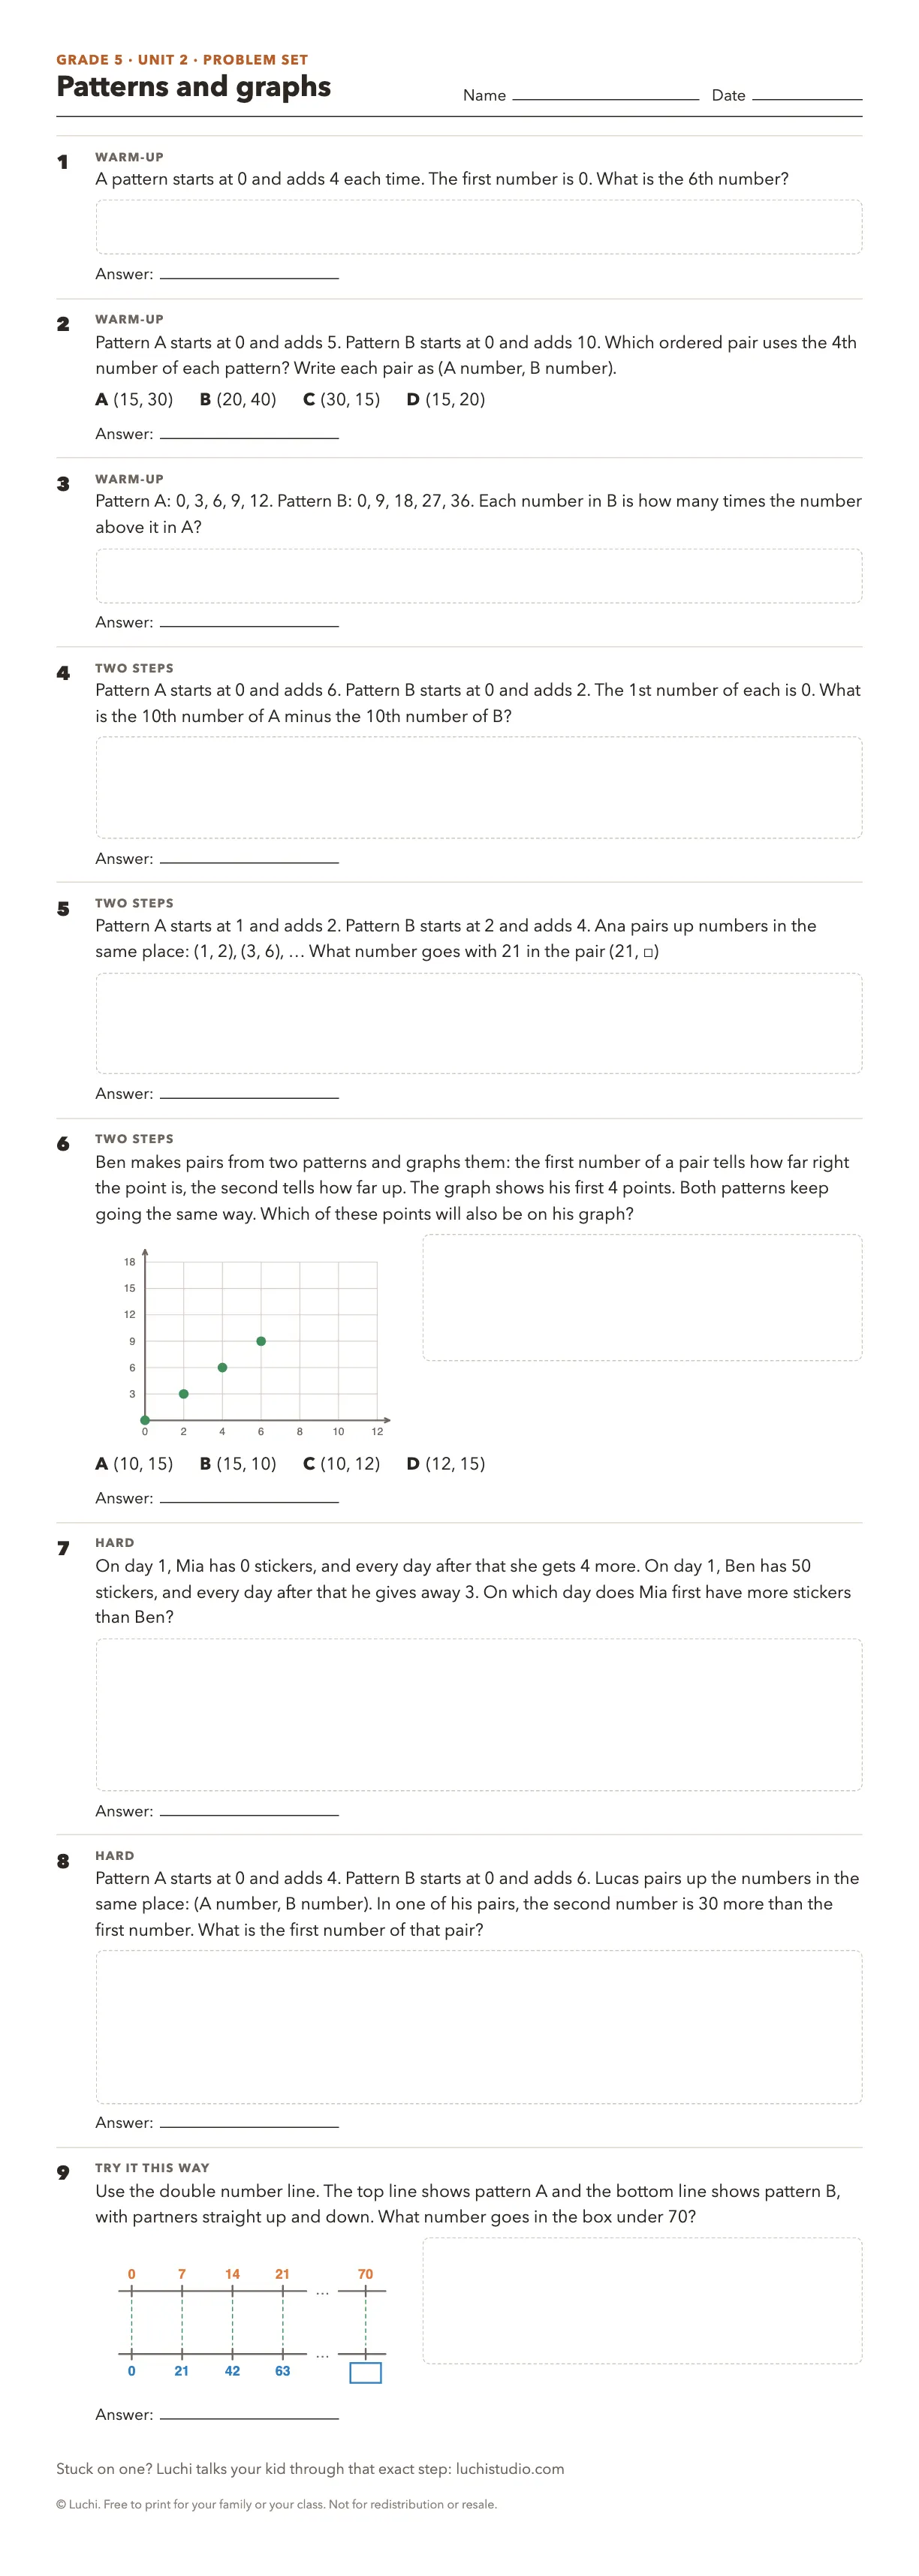 GRADE 5 · UNIT 2 · PROBLEM SET
Patterns and graphs
Name Date
1 WARM-UP
A pattern starts at 0 and adds 4 each time. The first number is 0. What is the 6th number?
Answer:
2 WARM-UP
Pattern A starts at 0 and adds 5. Pattern B starts at 0 and adds 10. Which ordered pair uses the 4th
number of each pattern? Write each pair as (A number, B number).
A (15, 30) B (20, 40) C (30, 15) D (15, 20)
Answer:
3 WARM-UP
Pattern A: 0, 3, 6, 9, 12. Pattern B: 0, 9, 18, 27, 36. Each number in B is how many times the number
above it in A?
Answer:
4 TWO STEPS
Pattern A starts at 0 and adds 6. Pattern B starts at 0 and adds 2. The 1st number of each is 0. What
is the 10th number of A minus the 10th number of B?
Answer:
5 TWO STEPS
Pattern A starts at 1 and adds 2. Pattern B starts at 2 and adds 4. Ana pairs up numbers in the
same place: (1, 2), (3, 6), … What number goes with 21 in the pair (21, □)
Answer:
6 TWO STEPS
Ben makes pairs from two patterns and graphs them: the first number of a pair tells how far right
the point is, the second tells how far up. The graph shows his first 4 points. Both patterns keep
going the same way. Which of these points will also be on his graph?
18
15
12
9
6
3
0 2 4 6 8 10 12
A (10, 15) B (15, 10) C (10, 12) D (12, 15)
Answer:
7 HARD
On day 1, Mia has 0 stickers, and every day after that she gets 4 more. On day 1, Ben has 50
stickers, and every day after that he gives away 3. On which day does Mia first have more stickers
than Ben?
Answer:
8 HARD
Pattern A starts at 0 and adds 4. Pattern B starts at 0 and adds 6. Lucas pairs up the numbers in the
same place: (A number, B number). In one of his pairs, the second number is 30 more than the
first number. What is the first number of that pair?
Answer:
9 TRY IT THIS WAY
Use the double number line. The top line shows pattern A and the bottom line shows pattern B,
with partners straight up and down. What number goes in the box under 70?
0 7 14 21 70
...
...
0 21 42 63
Answer:
Stuck on one? Luchi talks your kid through that exact step: luchistudio.com
© Luchi. Free to print for your family or your class. Not for redistribution or resale.